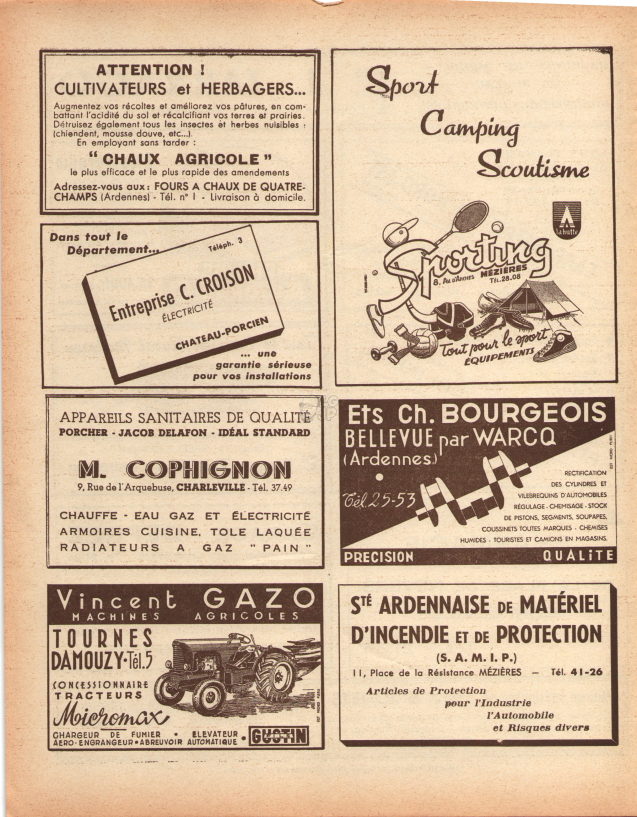 ATTENTION !
CULTIVATEURS et HERBAGERS...
Augmentez vos récoltes et améliorez vos pâtures, en com-
battant l'acidité du sol et récalcifiant vos terres et prairies.
Détruisez également tous les insectes et herbes nuisibles :
(chiendent, mousse douve, etc...).
En employant sans tarder :
" CHAUX AGRICOLE "
le plus efficace et le plus rapide des amendements
Adressez-vous aux : FOURS A CHAUX DE QUATRE-
CHAMPS (Ardennes) - Tél. n° 1 - Livraison à domicile.
Dans tout le
Département...
Téléph. 3
Entreprise C. CROISON
ÉLECTRICITÉ
CHATEAU-PORCIEN
... une
garantie sérieuse
pour vos installations
APPAREILS SANITAIRES DE QUALITÉ
PORCHER - JACOB DELAFON - IDÉAL STANDARD
M. COPHIGNON
9, Rue de l'Arquebuse, CHARLEVILLE - Tél. 37.49
CHAUFFE - EAU GAZ ET ÉLECTRICITÉ
ARMOIRES CUISINE, TOLE LAQUÉE
RADIATEURS A GAZ " PAIN "
Vincent GAZO
MACHINES AGRICOLES
TOURNES
DAMOUZY - Tél. 5
CONCESSIONNAIRE
TRACTEURS
Micromax
CHARGEUR DE FUMIER • ELEVATEUR
AERO-ENGRANGEUR • ABREUVOIR AUTOMATIQUE •
GUSTIN
Sport
Camping
Scoutisme
la hutte
Sporting
8, Av. d'Arches MÉZIÈRES TÉL. 28.08
Tout pour le sport
ÉQUIPEMENTS
Ets Ch. BOURGEOIS
BELLEVUE par WARCQ
(Ardennes)
Tél. 25-53
RECTIFICATION
DES CYLINDRES ET
VILEBREQUINS D'AUTOMOBILES
RÉGULAGE - CHEMISAGE - STOCK
DE PISTONS, SEGMENTS, SOUPAPES,
COUSSINETS TOUTES MARQUES - CHEMISES
HUMIDES - TOURISTES ET CAMIONS EN MAGASINS.
PRECISION QUALITE
STÉ ARDENNAISE DE MATÉRIEL
D'INCENDIE ET DE PROTECTION
(S. A. M. I. P.)
11, Place de la Résistance MÉZIÈRES — Tél. 41-26
Articles de Protection
pour l'Industrie
l'Automobile
et Risques divers